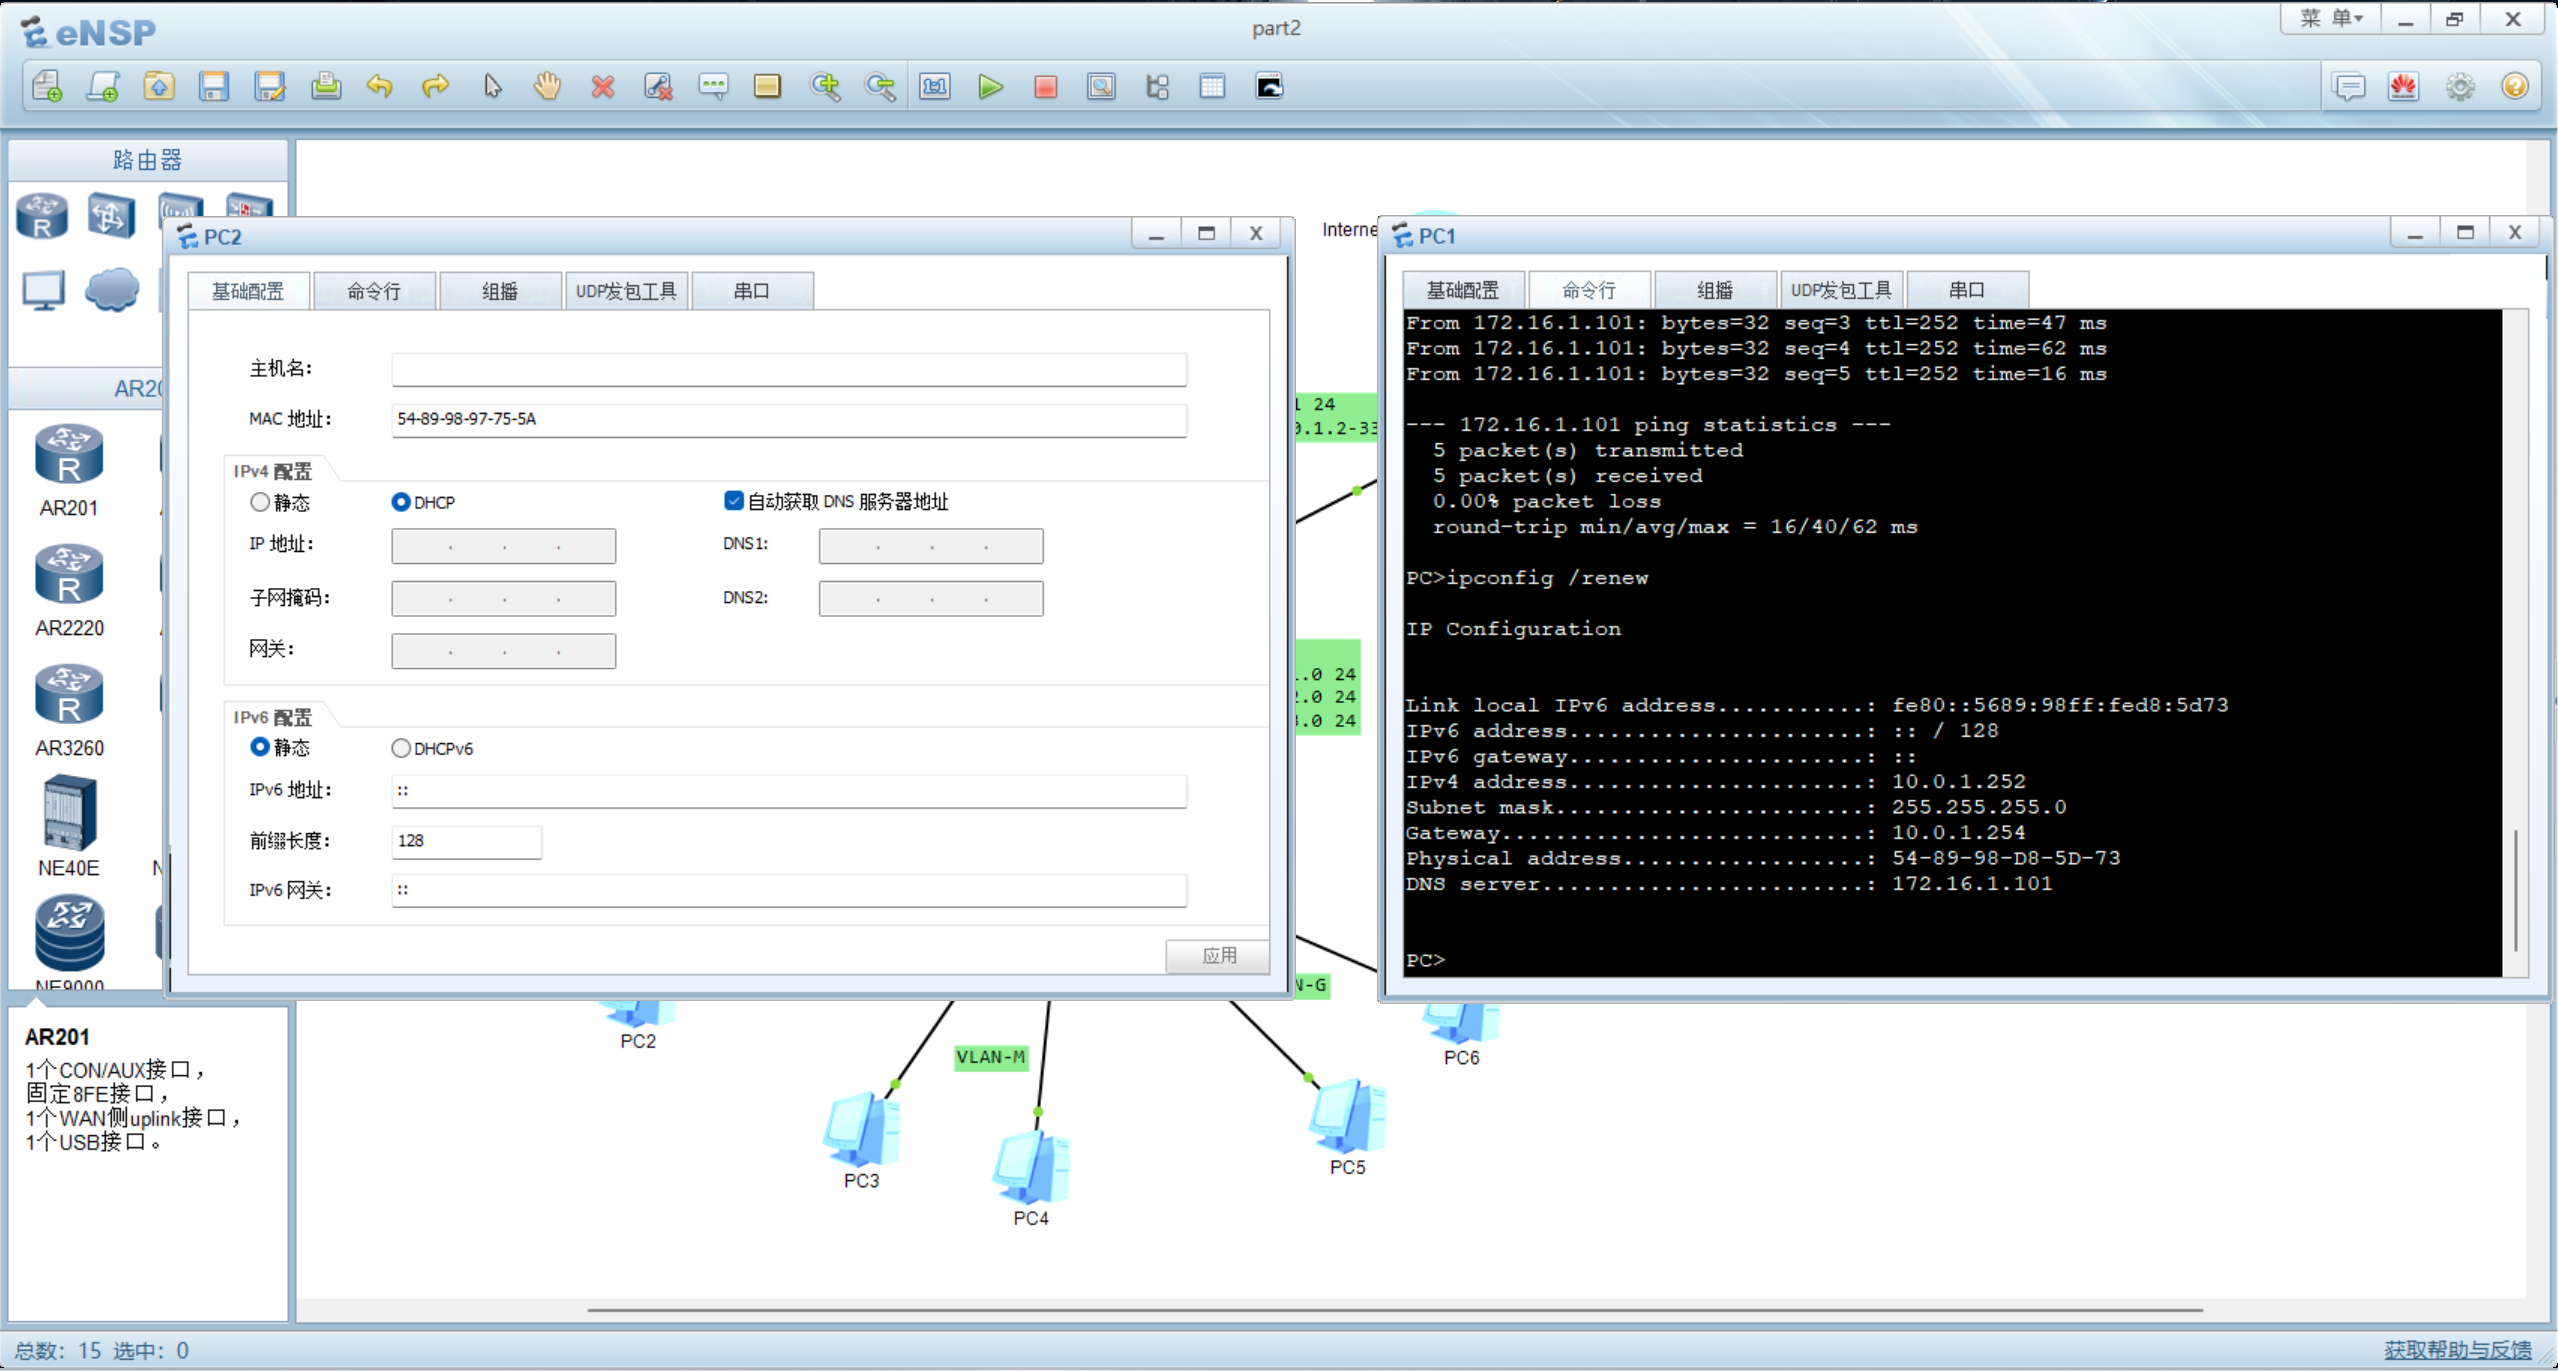 eNSP
part2
菜 单
路由器
AR201
AR2220
AR3260
NE40E
NE9000
AR201
1个CON/AUX接口，
固定8FE接口，
1个WAN侧uplink接口，
1个USB接口。
PC2
基础配置 命令行 组播 UDP发包工具 串口
主机名:
MAC 地址: 54-89-98-97-75-5A
IPv4 配置
静态 DHCP 自动获取 DNS 服务器地址
IP 地址: . . . DNS1: . . .
子网掩码: . . . DNS2: . . .
网关: . . .
IPv6 配置
静态 DHCPv6
IPv6 地址: ::
前缀长度: 128
IPv6 网关: ::
应用
1 24
0.1.2-33
.0 24
.0 24
.0 24
N-G
PC1
基础配置 命令行 组播 UDP发包工具 串口
From 172.16.1.101: bytes=32 seq=3 ttl=252 time=47 ms
From 172.16.1.101: bytes=32 seq=4 ttl=252 time=62 ms
From 172.16.1.101: bytes=32 seq=5 ttl=252 time=16 ms
--- 172.16.1.101 ping statistics ---
5 packet(s) transmitted
5 packet(s) received
0.00% packet loss
round-trip min/avg/max = 16/40/62 ms
PC>ipconfig /renew
IP Configuration
Link local IPv6 address...........: fe80::5689:98ff:fed8:5d73
IPv6 address......................: :: / 128
IPv6 gateway......................: ::
IPv4 address......................: 10.0.1.252
Subnet mask.......................: 255.255.255.0
Gateway...........................: 10.0.1.254
Physical address..................: 54-89-98-D8-5D-73
DNS server........................: 172.16.1.101
PC>
PC2
VLAN-M
PC3
PC4
PC5
PC6
总数: 15 选中: 0
获取帮助与反馈